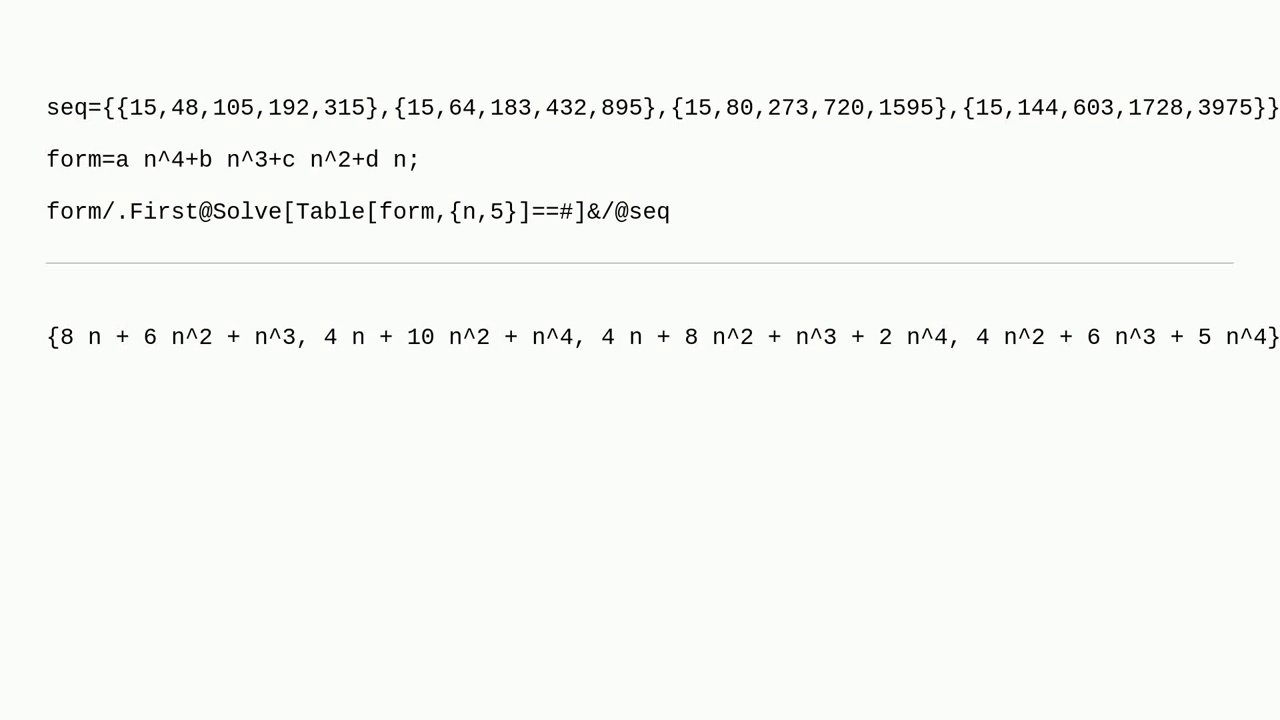 seq={{15,48,105,192,315},{15,64,183,432,895},{15,80,273,720,1595},{15,144,603,1728,3975}}
form=a n^4+b n^3+c n^2+d n;
form/.First@Solve[Table[form,{n,5}]==#]&/@seq
{8 n + 6 n^2 + n^3, 4 n + 10 n^2 + n^4, 4 n + 8 n^2 + n^3 + 2 n^4, 4 n^2 + 6 n^3 + 5 n^4}